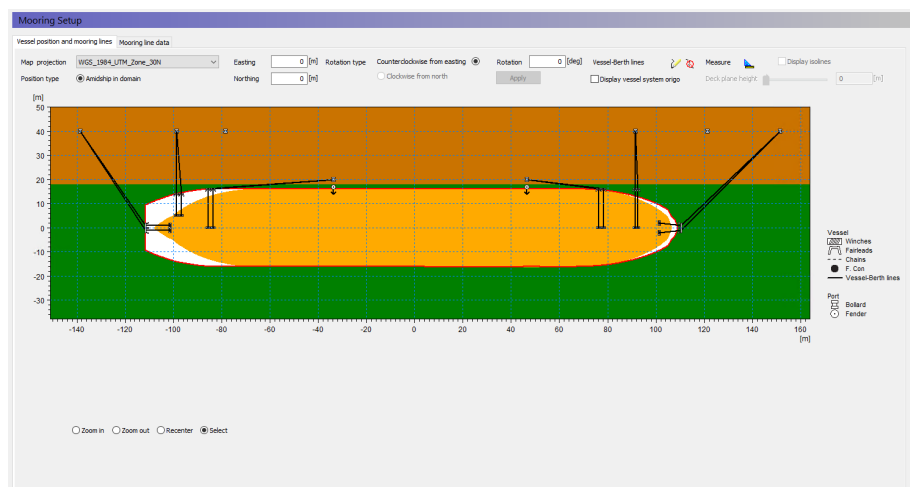 Mooring Setup
Vessel position and mooring lines Mooring line data
Map projection WGS_1984_UTM_Zone_30N Easting 0 [m] Rotation type Counterclockwise from easting Rotation 0 [deg] Vessel-Berth lines Measure Display isolines
Position type Amidship in domain Northing 0 [m] Clockwise from north Apply Display vessel system origo Deck plane height 0 [m]
[m]
50
40
30
20
10
0
-10
-20
-30
-140 -120 -100 -80 -60 -40 -20 0 20 40 60 80 100 120 140 160
[m]
Vessel
Winches
Fairleads
Chains
F. Con
Vessel-Berth lines
Port
Bollard
Fender
Zoom in Zoom out Recenter Select